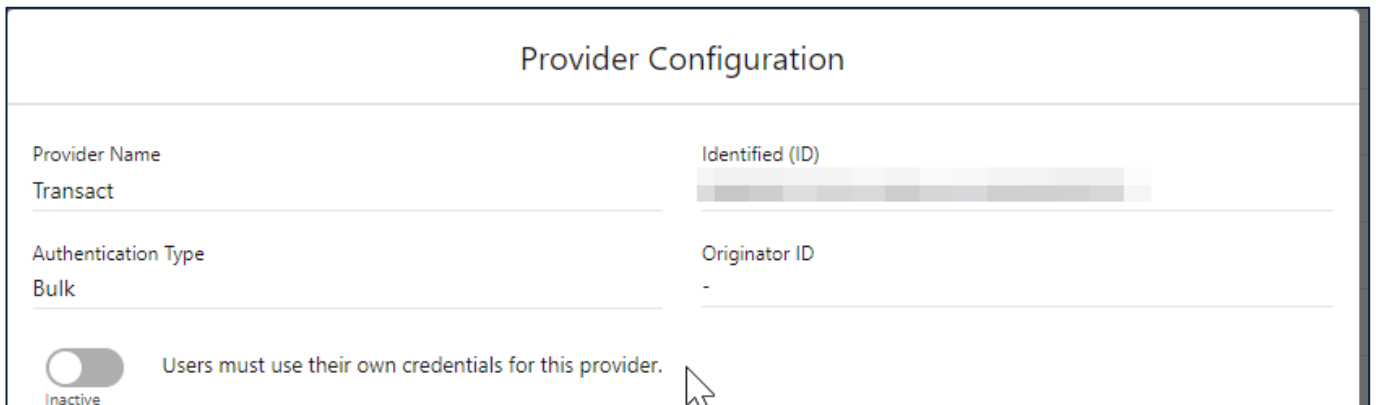 Provider Configuration
Provider Name
Transact
Identified (ID)
Authentication Type
Bulk
Originator ID
-
Users must use their own credentials for this provider.
Inactive